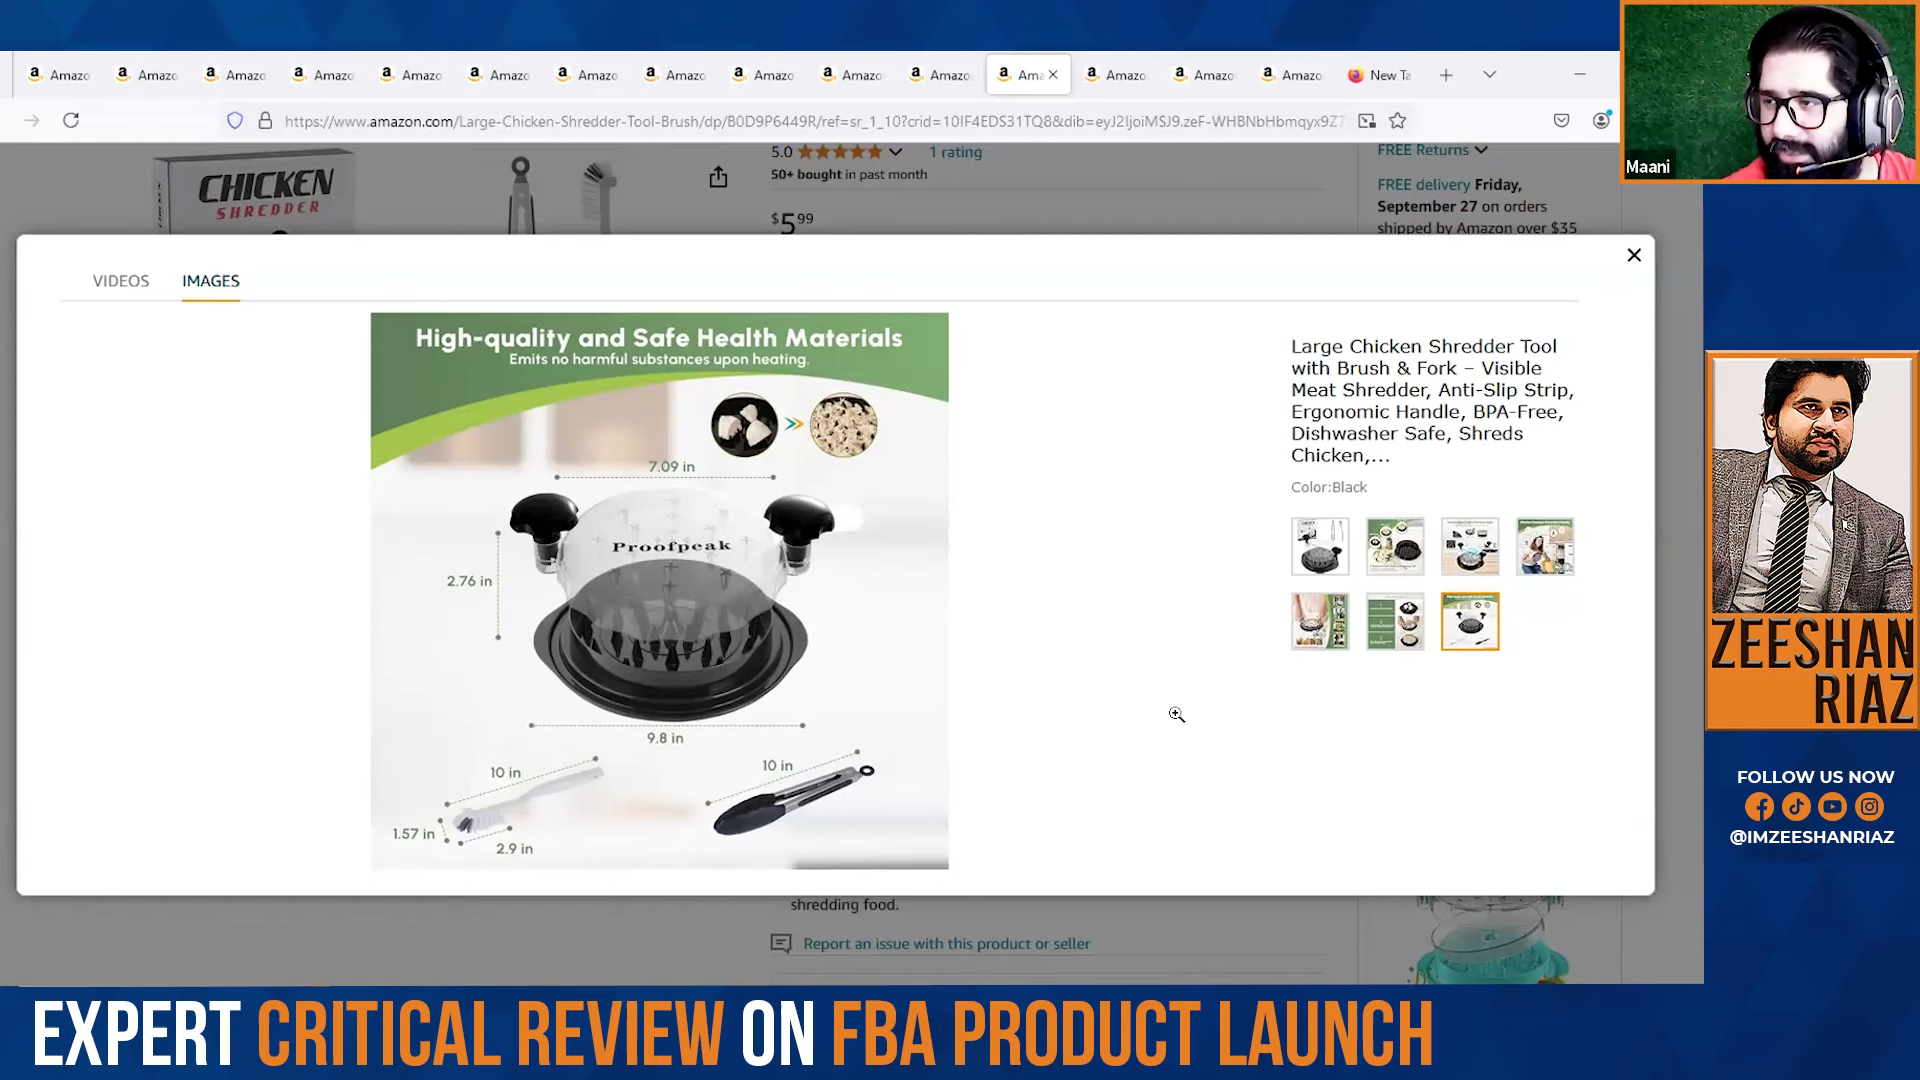 Amazo
Amazo
Amazo
Amazo
Amazo
Amazo
Amazo
Amazo
Amazo
Amazo
Amazo
Ama
Amazo
Amazo
Amazo
New Ta
https://www.amazon.com/Large-Chicken-Shredder-Tool-Brush/dp/B0D9P6449R/ref=sr_1_10?crid=10IF4EDS31TQ8&dib=eyJ2IjoiMSJ9.zeF-WHBNbHbmqyx9Z7
Maani
CHICKEN
SHREDDER
5.0
1 rating
50+ bought in past month
$5 99
FREE Returns
FREE delivery Friday,
September 27 on orders
shipped by Amazon over $35
VIDEOS
IMAGES
High-quality and Safe Health Materials
Emits no harmful substances upon heating.
7.09 in
Proofpeak
2.76 in
9.8 in
10 in
10 in
1.57 in
2.9 in
Large Chicken Shredder Tool
with Brush & Fork – Visible
Meat Shredder, Anti-Slip Strip,
Ergonomic Handle, BPA-Free,
Dishwasher Safe, Shreds
Chicken,...
Color:Black
shredding food.
Report an issue with this product or seller
ZEESHAN
RIAZ
FOLLOW US NOW
@IMZEESHANRIAZ
EXPERT CRITICAL REVIEW ON FBA PRODUCT LAUNCH